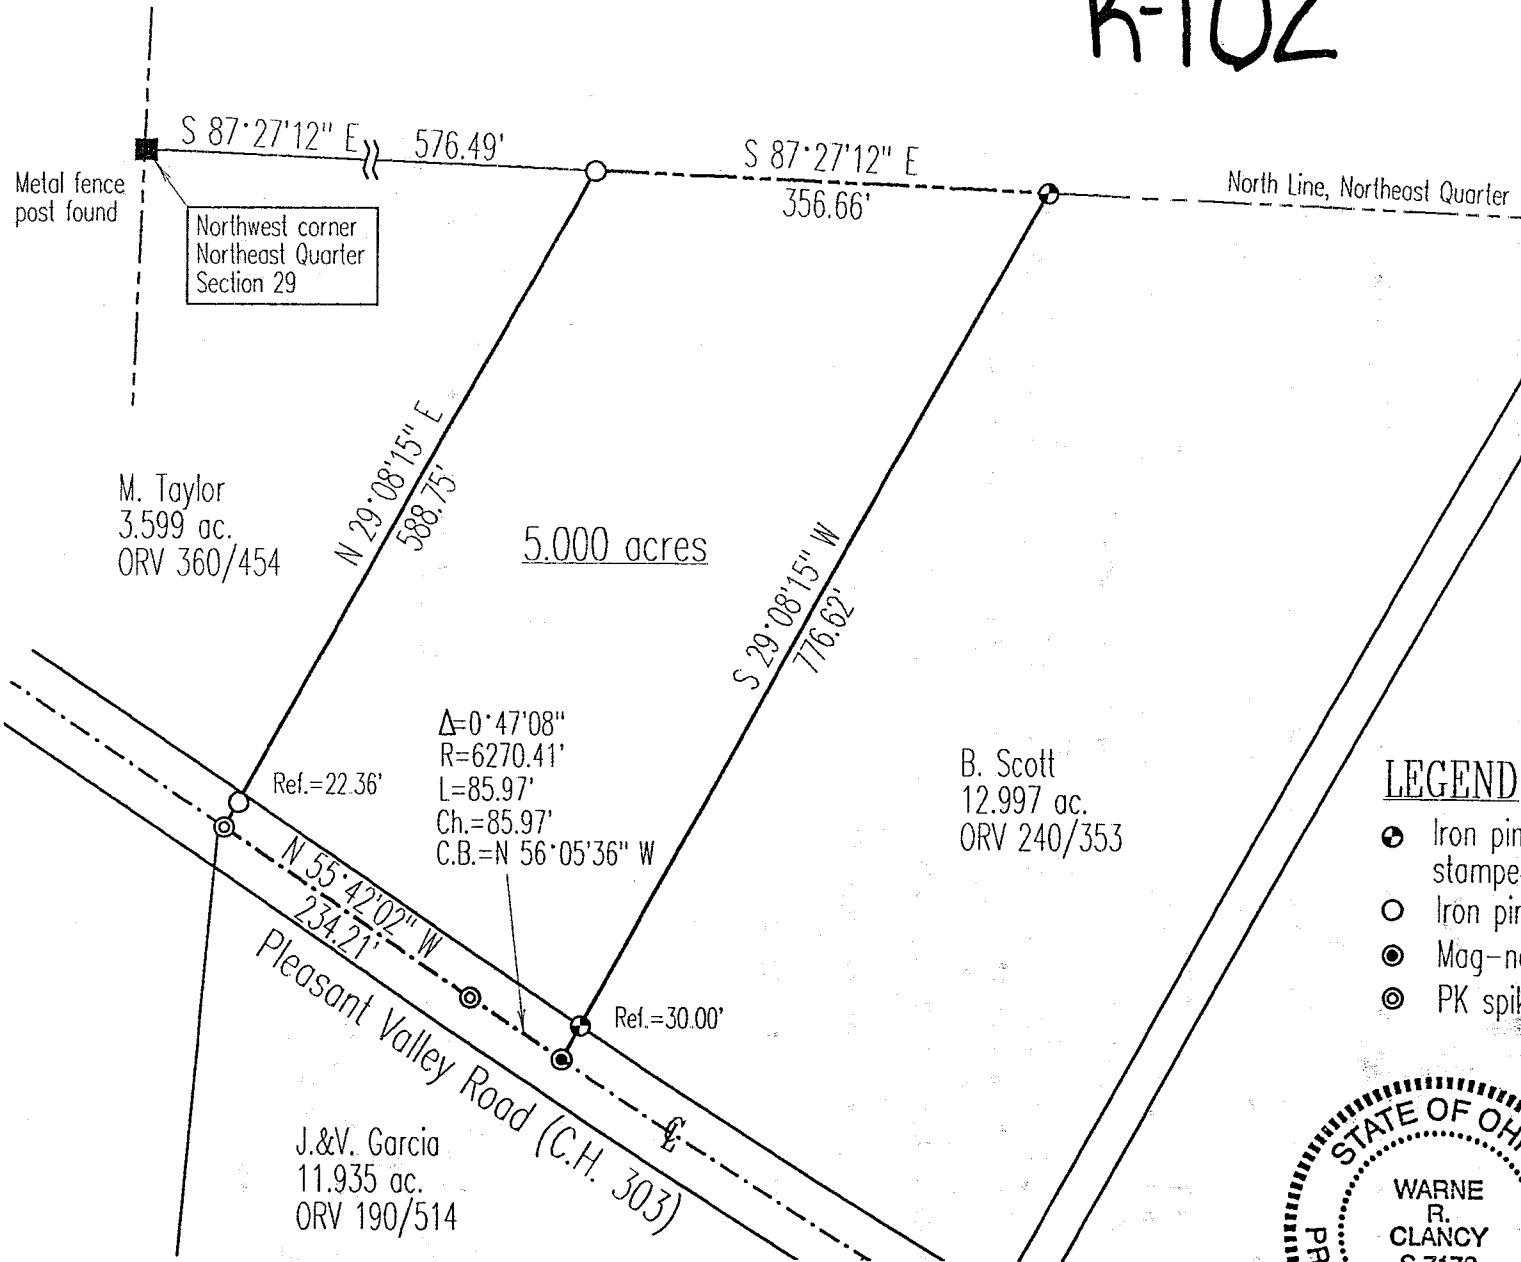 R-102
S 87°27'12" E 576.49'
S 87°27'12" E
356.66'
North Line, Northeast Quarter
Metal fence
post found
Northwest corner
Northeast Quarter
Section 29
N 29°08'15" E
588.75'
M. Taylor
3.599 ac.
ORV 360/454
5.000 acres
S 29°08'15" W
776.62'
Ref.=22.36'
Δ=0°47'08"
R=6270.41'
L=85.97'
Ch.=85.97'
C.B.=N 56°05'36" W
B. Scott
12.997 ac.
ORV 240/353
N 55°42'02" W
234.21'
Pleasant Valley Road (C.H. 303)
Ref.=30.00'
℄
J.&V. Garcia
11.935 ac.
ORV 190/514
LEGEND
Iron pin
stampe
Iron pin
Mag-na
PK spik
STATE OF OH
WARNE
R.
CLANCY